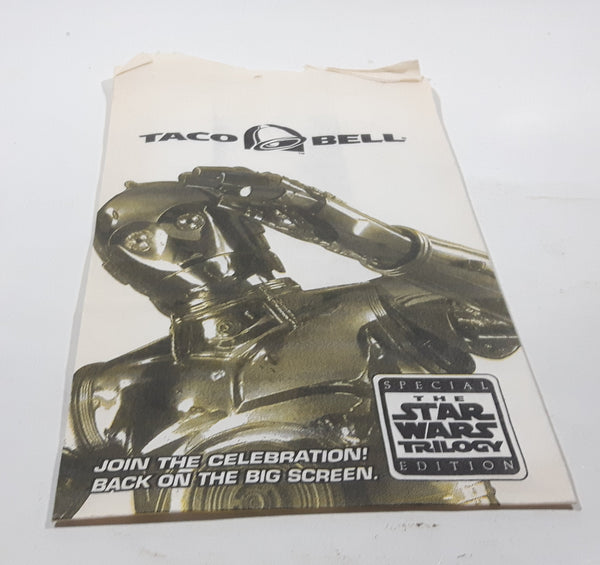 TACO BELL®
JOIN THE CELEBRATION!
BACK ON THE BIG SCREEN.
SPECIAL
THE
STAR
WARS
TRILOGY
EDITION